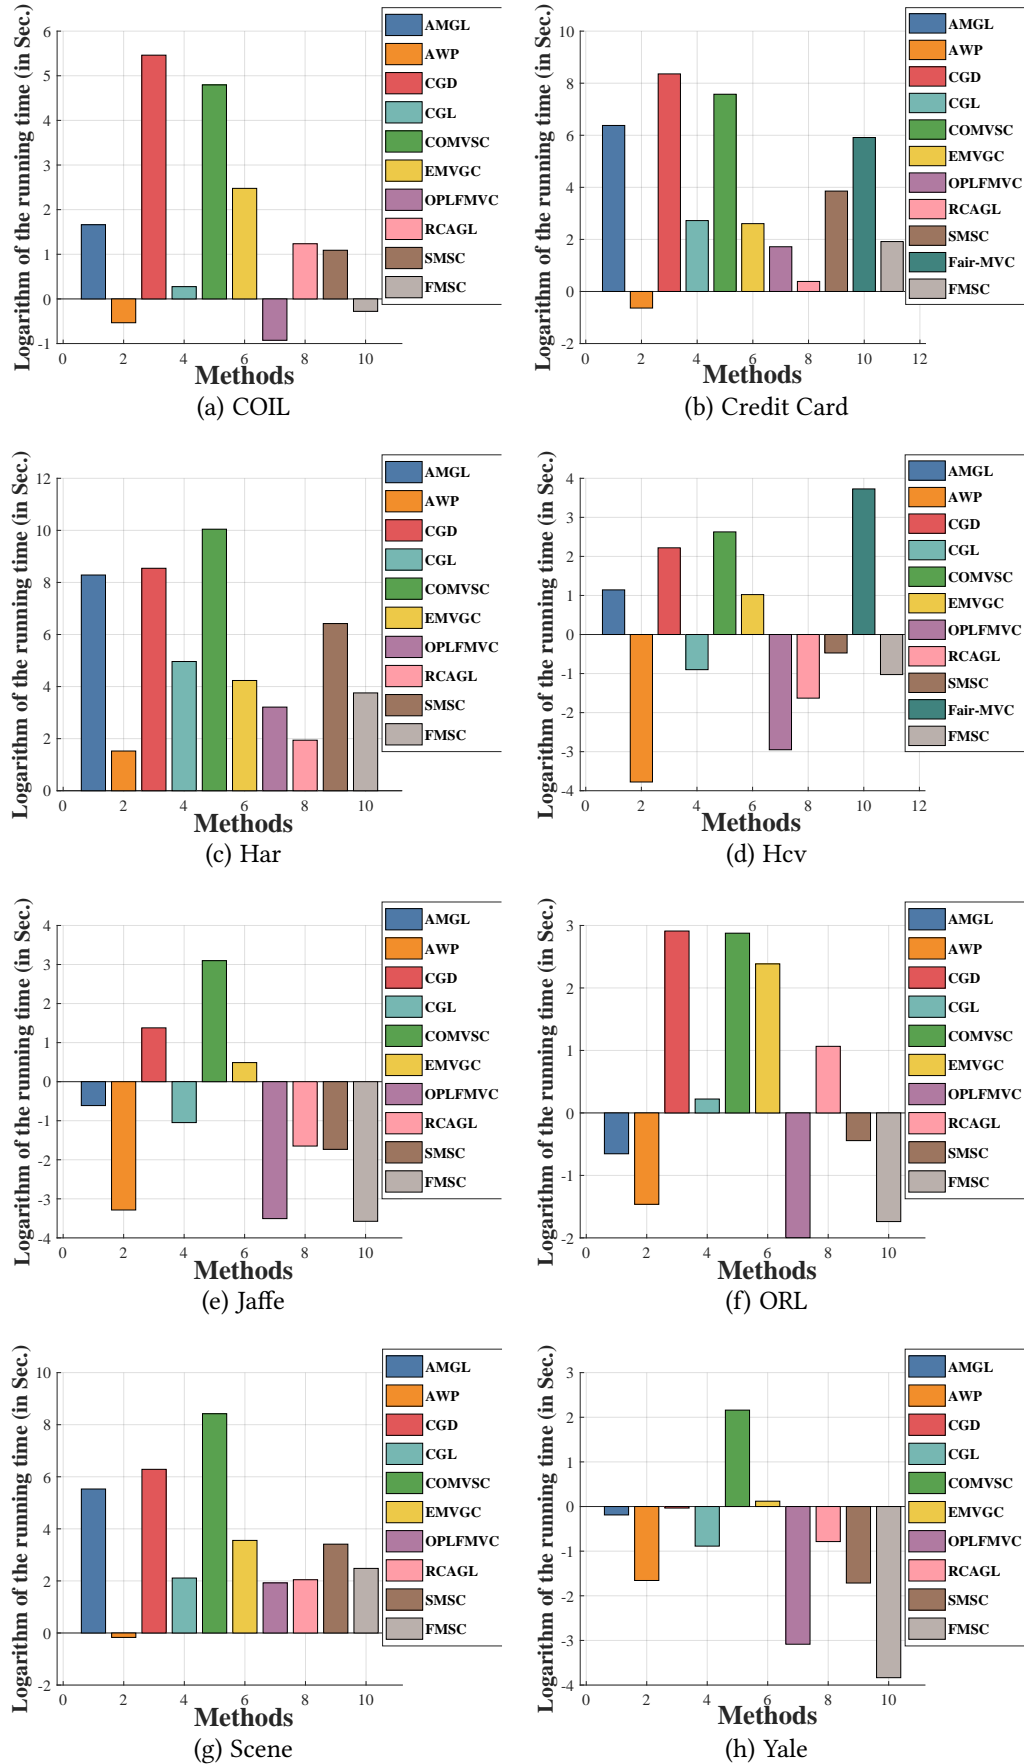 Logarithm of the running time (in Sec.)
6
5
4
3
2
1
0
-1
0 2 4 6 8 10
Methods
AMGL
AWP
CGD
CGL
COMVSC
EMVGC
OPLFMVC
RCAGL
SMSC
FMSC
(a) COIL
Logarithm of the running time (in Sec.)
10
8
6
4
2
0
-2
0 2 4 6 8 10 12
Methods
AMGL
AWP
CGD
CGL
COMVSC
EMVGC
OPLFMVC
RCAGL
SMSC
Fair-MVC
FMSC
(b) Credit Card
Logarithm of the running time (in Sec.)
12
10
8
6
4
2
0
0 2 4 6 8 10
Methods
AMGL
AWP
CGD
CGL
COMVSC
EMVGC
OPLFMVC
RCAGL
SMSC
FMSC
(c) Har
Logarithm of the running time (in Sec.)
4
3
2
1
0
-1
-2
-3
-4
0 2 4 6 8 10 12
Methods
AMGL
AWP
CGD
CGL
COMVSC
EMVGC
OPLFMVC
RCAGL
SMSC
Fair-MVC
FMSC
(d) Hcv
Logarithm of the running time (in Sec.)
4
3
2
1
0
-1
-2
-3
-4
0 2 4 6 8 10
Methods
AMGL
AWP
CGD
CGL
COMVSC
EMVGC
OPLFMVC
RCAGL
SMSC
FMSC
(e) Jaffe
Logarithm of the running time (in Sec.)
3
2
1
0
-1
-2
0 2 4 6 8 10
Methods
AMGL
AWP
CGD
CGL
COMVSC
EMVGC
OPLFMVC
RCAGL
SMSC
FMSC
(f) ORL
Logarithm of the running time (in Sec.)
10
8
6
4
2
0
-2
0 2 4 6 8 10
Methods
AMGL
AWP
CGD
CGL
COMVSC
EMVGC
OPLFMVC
RCAGL
SMSC
FMSC
(g) Scene
Logarithm of the running time (in Sec.)
3
2
1
0
-1
-2
-3
-4
0 2 4 6 8 10
Methods
AMGL
AWP
CGD
CGL
COMVSC
EMVGC
OPLFMVC
RCAGL
SMSC
FMSC
(h) Yale